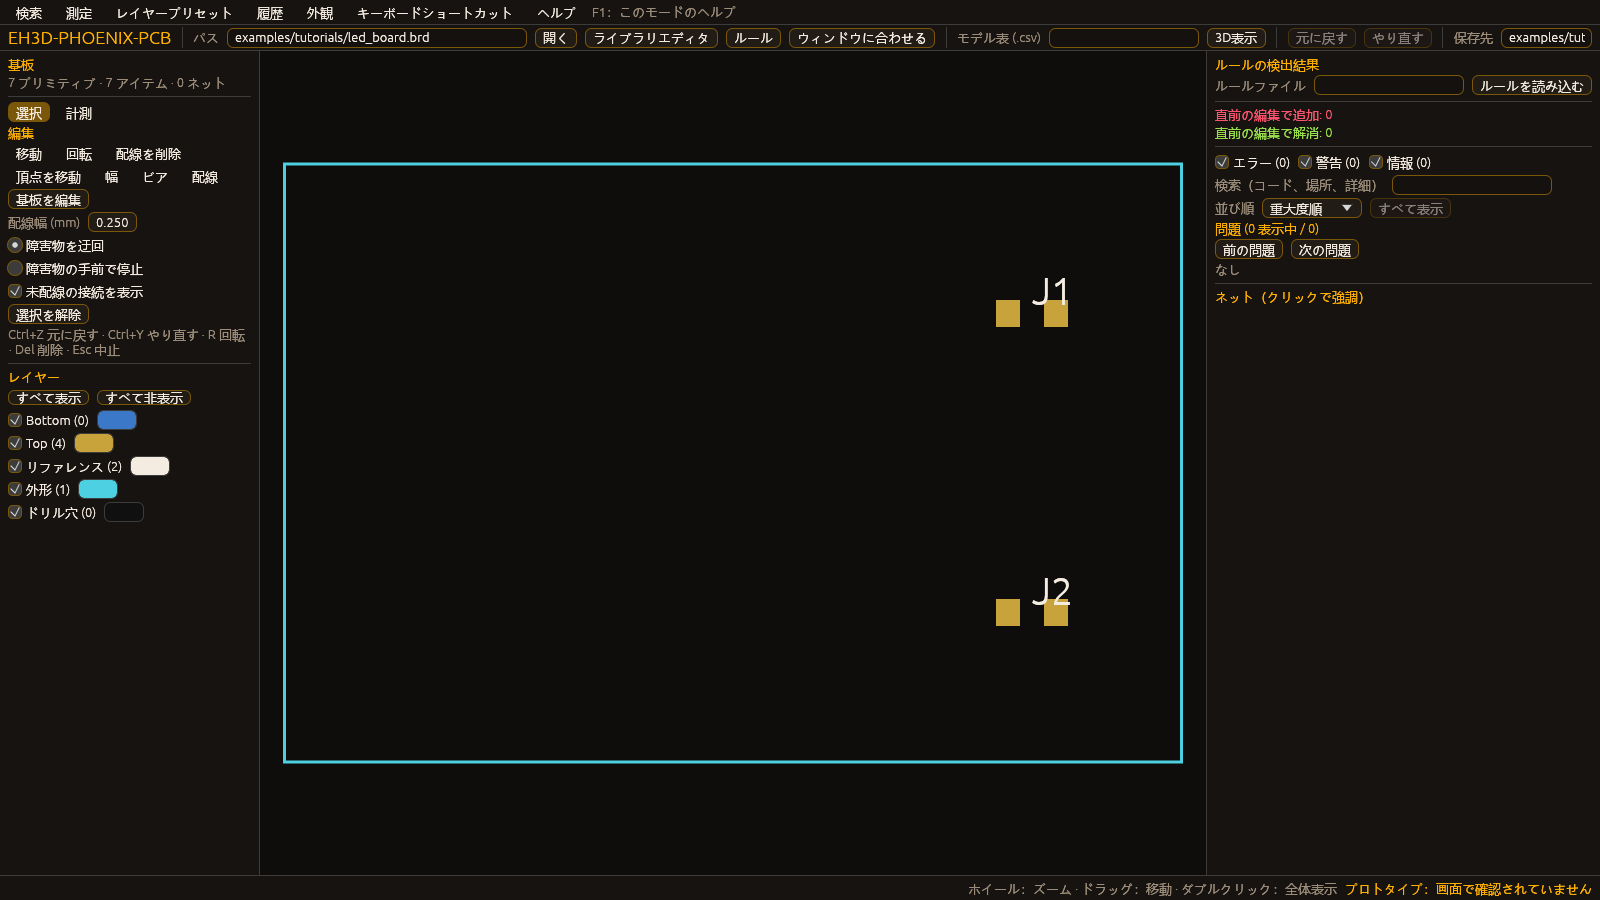 検索 測定 レイヤープリセット 履歴 外観 キーボードショートカット ヘルプ F1: このモードのヘルプ
EH3D-PHOENIX-PCB パス examples/tutorials/led_board.brd 開く ライブラリエディタ ルール ウィンドウに合わせる モデル表 (.csv) 3D表示 元に戻す やり直す 保存先 examples/tut
基板
7 プリミティブ · 7 アイテム · 0 ネット
選択 計測
編集
移動 回転 配線を削除
頂点を移動 幅 ビア 配線
基板を編集
配線幅 (mm) 0.250
障害物を迂回
障害物の手前で停止
未配線の接続を表示
選択を解除
Ctrl+Z 元に戻す · Ctrl+Y やり直す · R 回転
· Del 削除 · Esc 中止
レイヤー
すべて表示 すべて非表示
Bottom (0)
Top (4)
リファレンス (2)
外形 (1)
ドリル穴 (0)
J1
J2
ルールの検出結果
ルールファイル ルールを読み込む
直前の編集で追加: 0
直前の編集で解消: 0
エラー (0) 警告 (0) 情報 (0)
検索（コード、場所、詳細）
並び順 重大度順 すべて表示
問題 (0 表示中 / 0)
前の問題 次の問題
なし
ネット（クリックで強調）
ホイール: ズーム · ドラッグ: 移動 · ダブルクリック: 全体表示 プロトタイプ: 画面で確認されていません